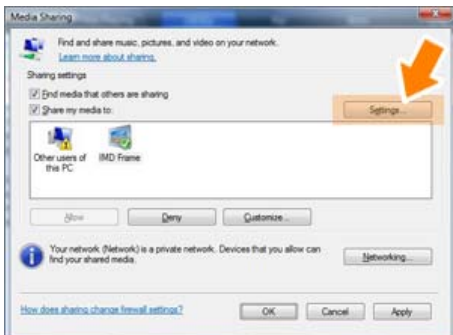 Media Sharing
Find and share music, pictures, and video on your network.
Learn more about sharing.
Sharing settings
Find media that others are sharing
Share my media to:
Settings...
Other users of
this PC
IMD Frame
Allow
Deny
Customize...
Your network (Network) is a private network. Devices that you allow can
find your shared media.
Networking...
How does sharing change firewall settings?
OK
Cancel
Apply